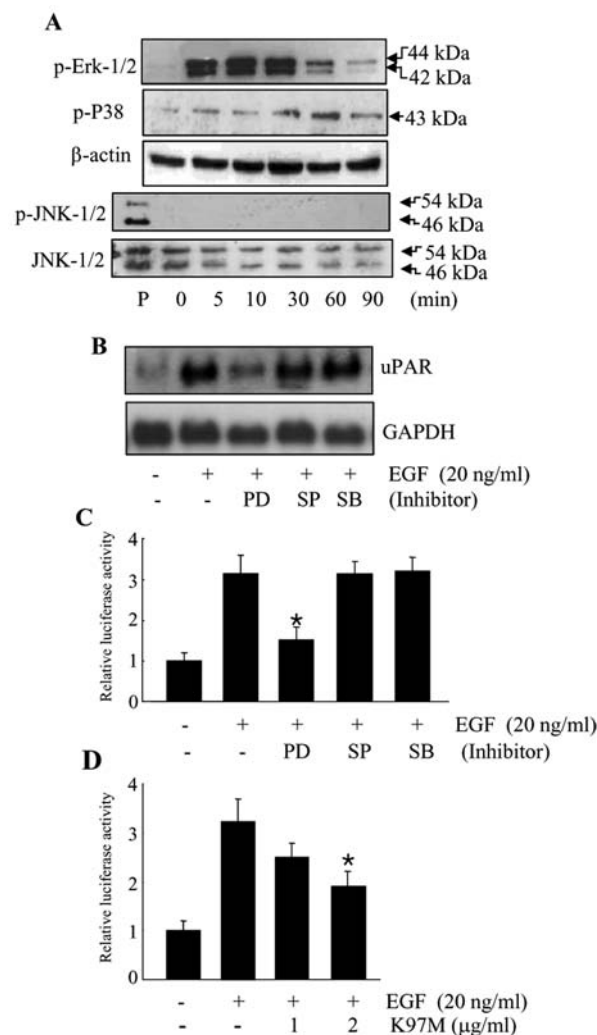 A
p-Erk-1/2
44 kDa
42 kDa
p-P38
43 kDa
β-actin
p-JNK-1/2
54 kDa
46 kDa
JNK-1/2
54 kDa
46 kDa
P 0 5 10 30 60 90 (min)
B
uPAR
GAPDH
- + + + + EGF (20 ng/ml)
- - PD SP SB (Inhibitor)
C
Relative luciferase activity
4
3
2
1
0
*
- + + + + EGF (20 ng/ml)
- - PD SP SB (Inhibitor)
D
Relative luciferase activity
4
3
2
1
0
*
- + + + EGF (20 ng/ml)
- - 1 2 K97M (μg/ml)